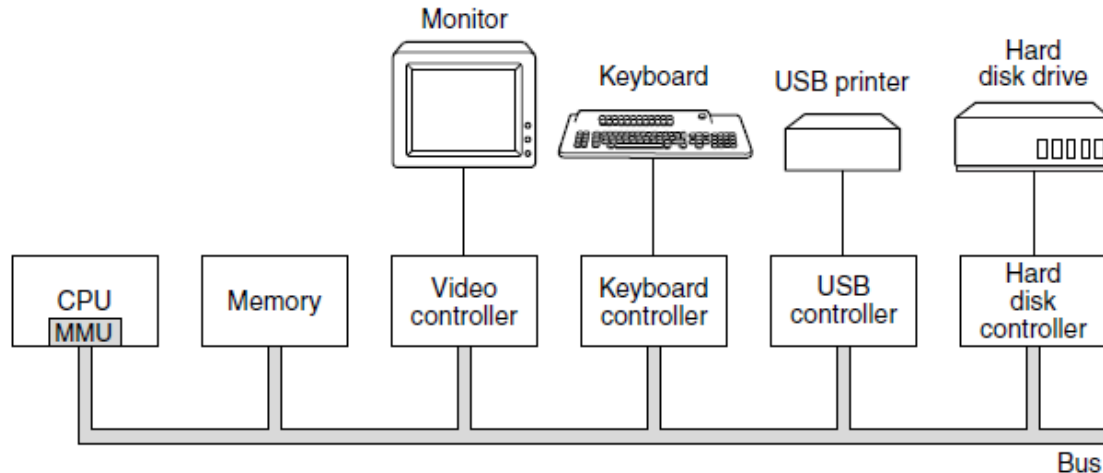 Monitor
Keyboard
USB printer
Hard
disk drive
CPU
MMU
Memory
Video
controller
Keyboard
controller
USB
controller
Hard
disk
controller
Bus